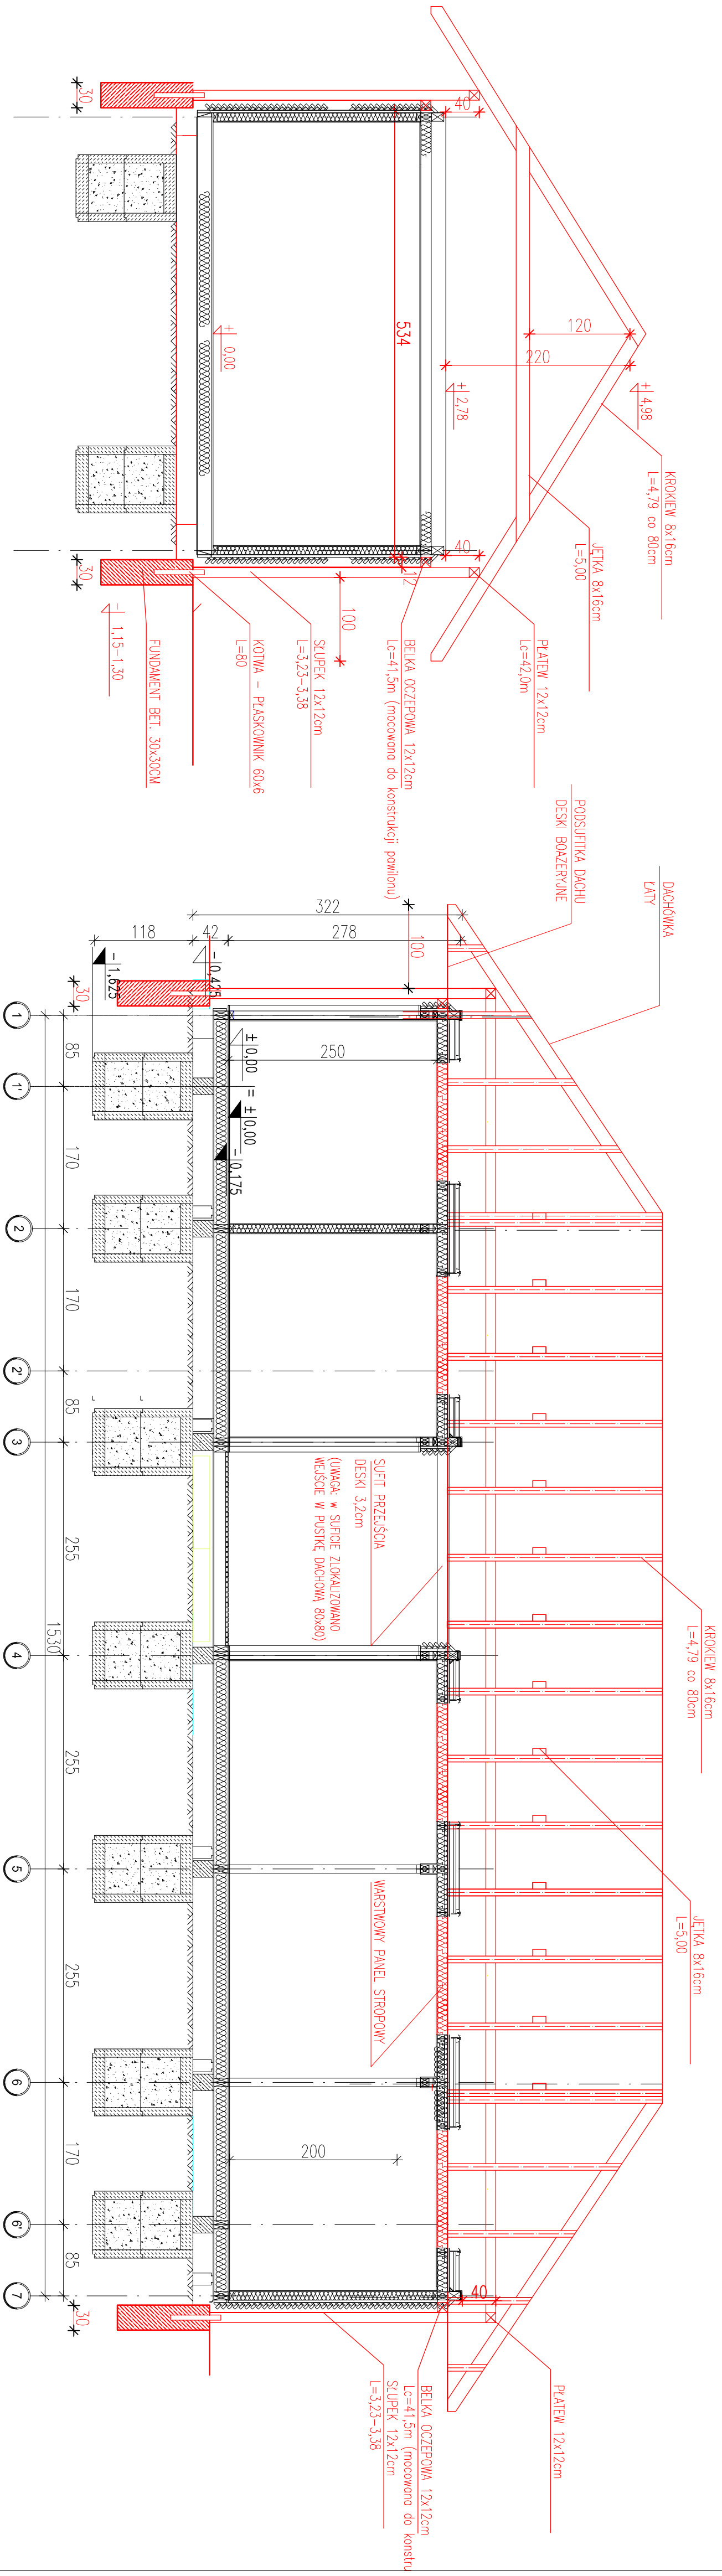 KROKIEW 8x16cm
L=4,79 co 80cm
JĘTKA 8x16cm
L=5,00
PŁATEW 12x12cm
Lc=42,0m
BELKA OCZEPOWA 12x12cm
Lc=41,5m (mocowana do konstrukcji pawilonu)
SŁUPEK 12x12cm
L=3,23-3,38
KOTWA - PŁASKOWNIK 60x6
L=80
FUNDAMENT BET. 30x30CM
- 1,15-1,30
+ 4,98
+ 2,78
± 0,00
120
220
40
40
534
12
100
30
30
DACHÓWKA
ŁATY
PODSUFITKA DACHU
DESKI BOAZERYJNE
KROKIEW 8x16cm
L=4,79 co 80cm
JĘTKA 8x16cm
L=5,00
PŁATEW 12x12cm
BELKA OCZEPOWA 12x12cm
Lc=41,5m (mocowana do konstru
SŁUPEK 12x12cm
L=3,23-3,38
SUFIT PRZEJŚCIA
DESKI 3,2cm
(UWAGA: w SUFICIE ZLOKALIZOWANO
WEJŚCIE W PUSTKĘ DACHOWĄ 80x80)
WARSTWOWY PANEL STROPOWY
322
278
42
118
100
250
200
40
± 0,00 = ± 0,00
- 0,175
- 0,425
- 1,625
30
85
170
170
85
255
255
255
170
85
30
1530
1
1'
2
2'
3
4
5
6
6'
7